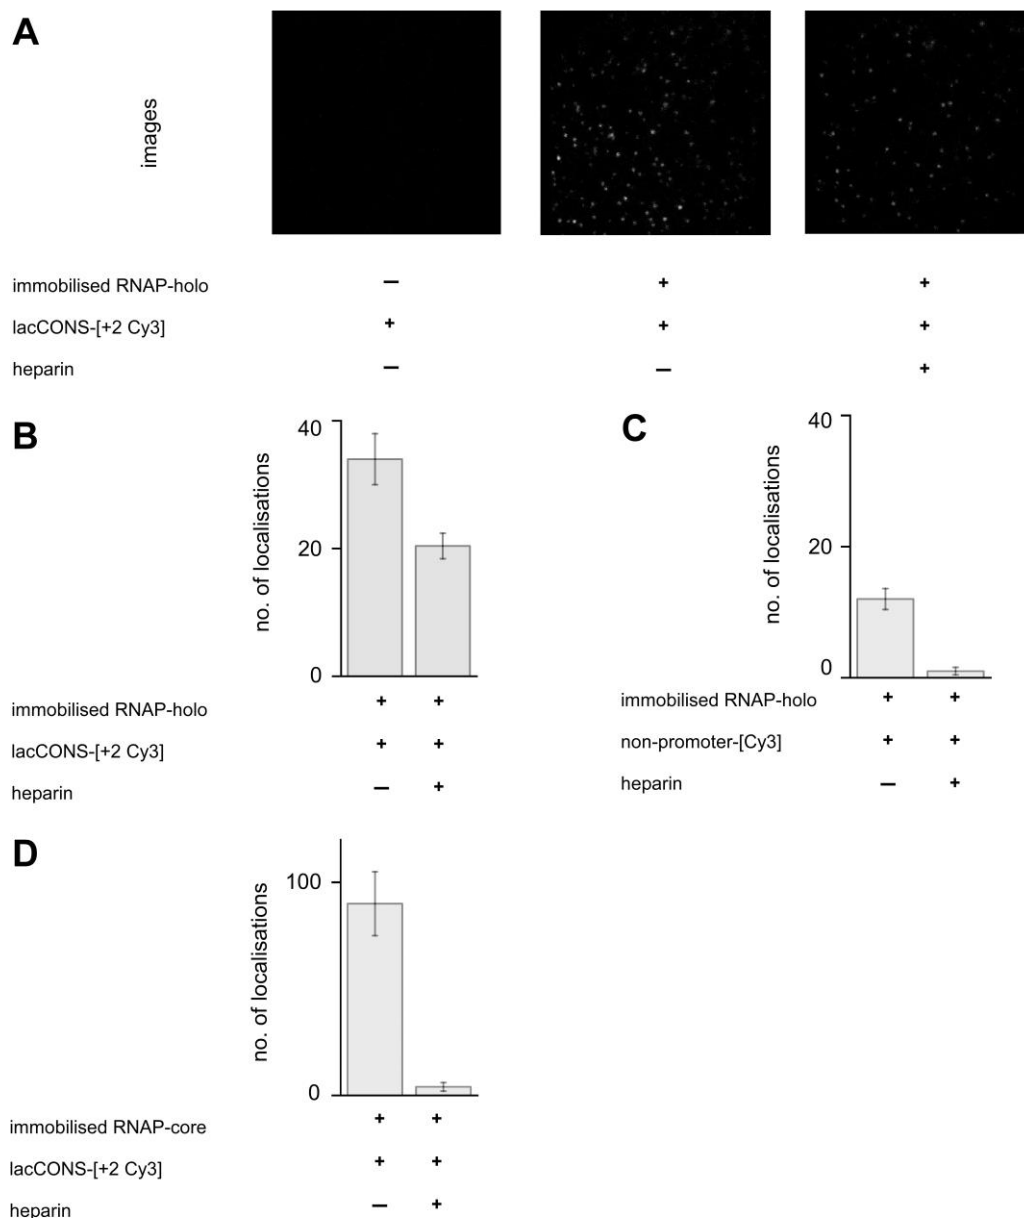 A
images
immobilised RNAP-holo — + +
lacCONS-[+2 Cy3] + + +
heparin — — +
B
no. of localisations
40
20
0
immobilised RNAP-holo + +
lacCONS-[+2 Cy3] + +
heparin — +
C
no. of localisations
40
20
0
immobilised RNAP-holo + +
non-promoter-[Cy3] + +
heparin — +
D
no. of localisations
100
0
immobilised RNAP-core + +
lacCONS-[+2 Cy3] + +
heparin — +